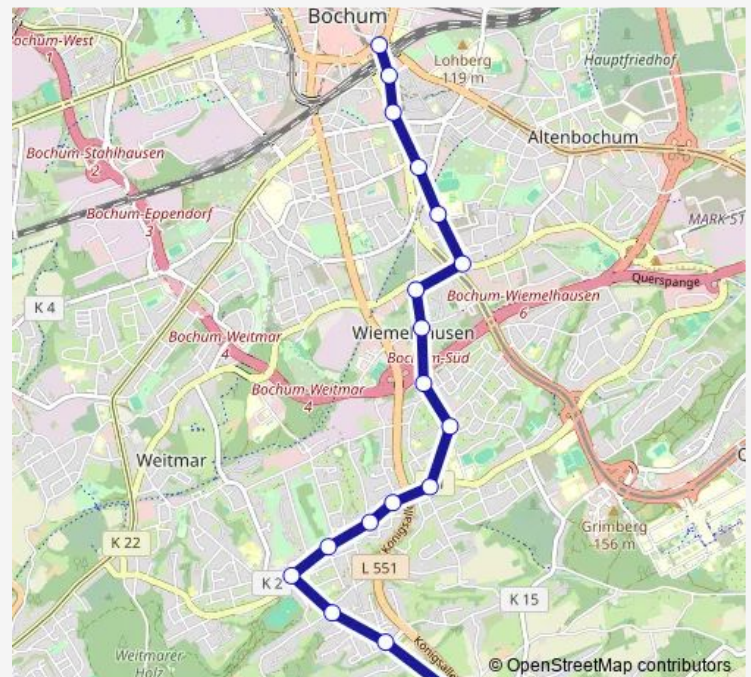 Bochum
ochum-West
1
Lohberg
119 m
Hauptfriedhof
Altenbochum
Bochum-Stahlhausen
2
Bochum-Eppendorf
3
MARK 51
Querspange
K 4
Bochum-Wiemelhausen
6
Bochum-Weitmar
4
Wiemelhausen
Bochum-Süd
Bochum-Weitmar
4
Weitmar
Königsallee
Grimberg
156 m
K 22
K 2
L 551
K 15
Weitmarer
Holz
Königsallee
© OpenStreetMap contributors